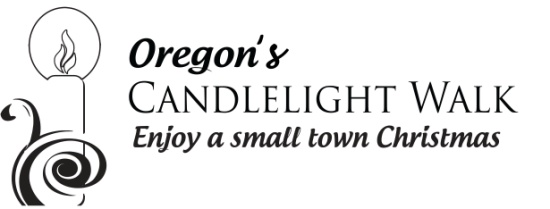 Oregon's
CANDLELIGHT WALK
Enjoy a small town Christmas